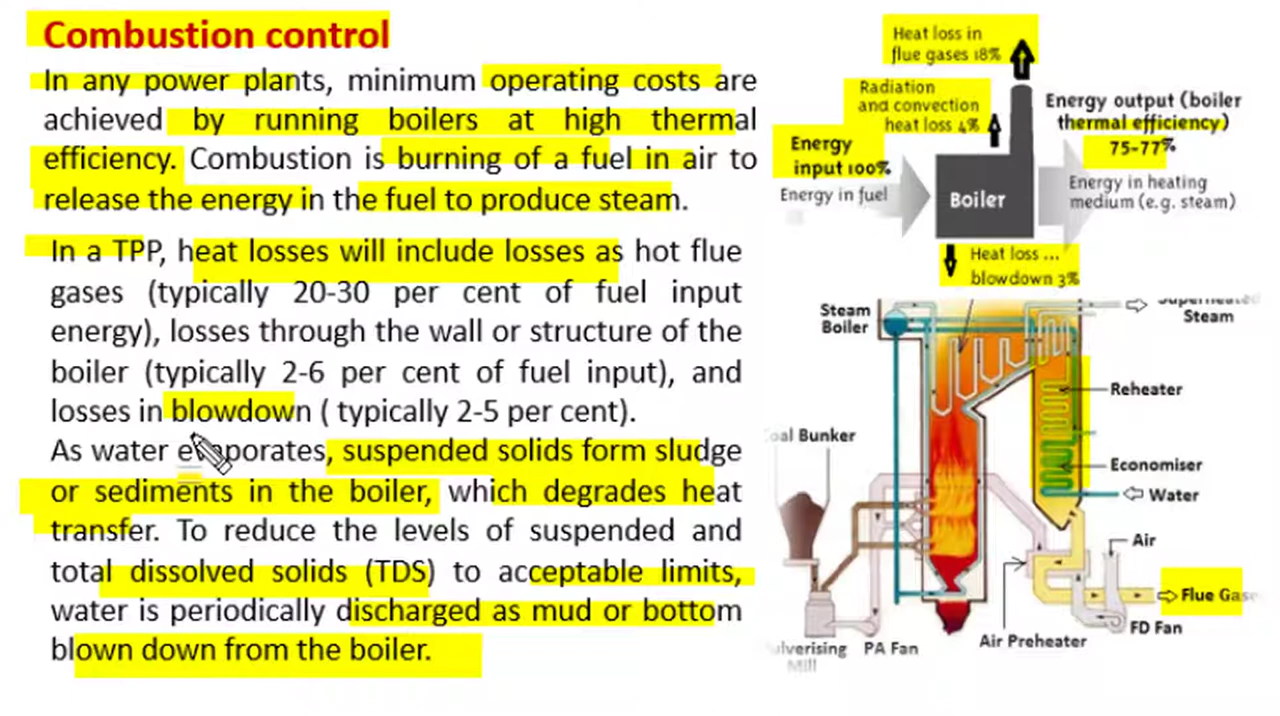 Combustion control
In any power plants, minimum operating costs are
achieved by running boilers at high thermal
efficiency. Combustion is burning of a fuel in air to
release the energy in the fuel to produce steam.
In a TPP, heat losses will include losses as hot flue
gases (typically 20-30 per cent of fuel input
energy), losses through the wall or structure of the
boiler (typically 2-6 per cent of fuel input), and
losses in blowdown ( typically 2-5 per cent).
As water evaporates, suspended solids form sludge
or sediments in the boiler, which degrades heat
transfer. To reduce the levels of suspended and
total dissolved solids (TDS) to acceptable limits,
water is periodically discharged as mud or bottom
blown down from the boiler.
Heat loss in
flue gases 18%
Radiation
and convection
heat loss 4%
Energy
input 100%
Energy in fuel
Boiler
Energy output (boiler
thermal efficiency)
75-77%
Energy in heating
medium (e.g. steam)
Heat loss ...
blowdown 3%
Steam
Boiler
Superheated
Steam
Reheater
Economiser
Water
Air
Flue Gas
FD Fan
Air Preheater
PA Fan
Pulverising
Mill
Coal Bunker